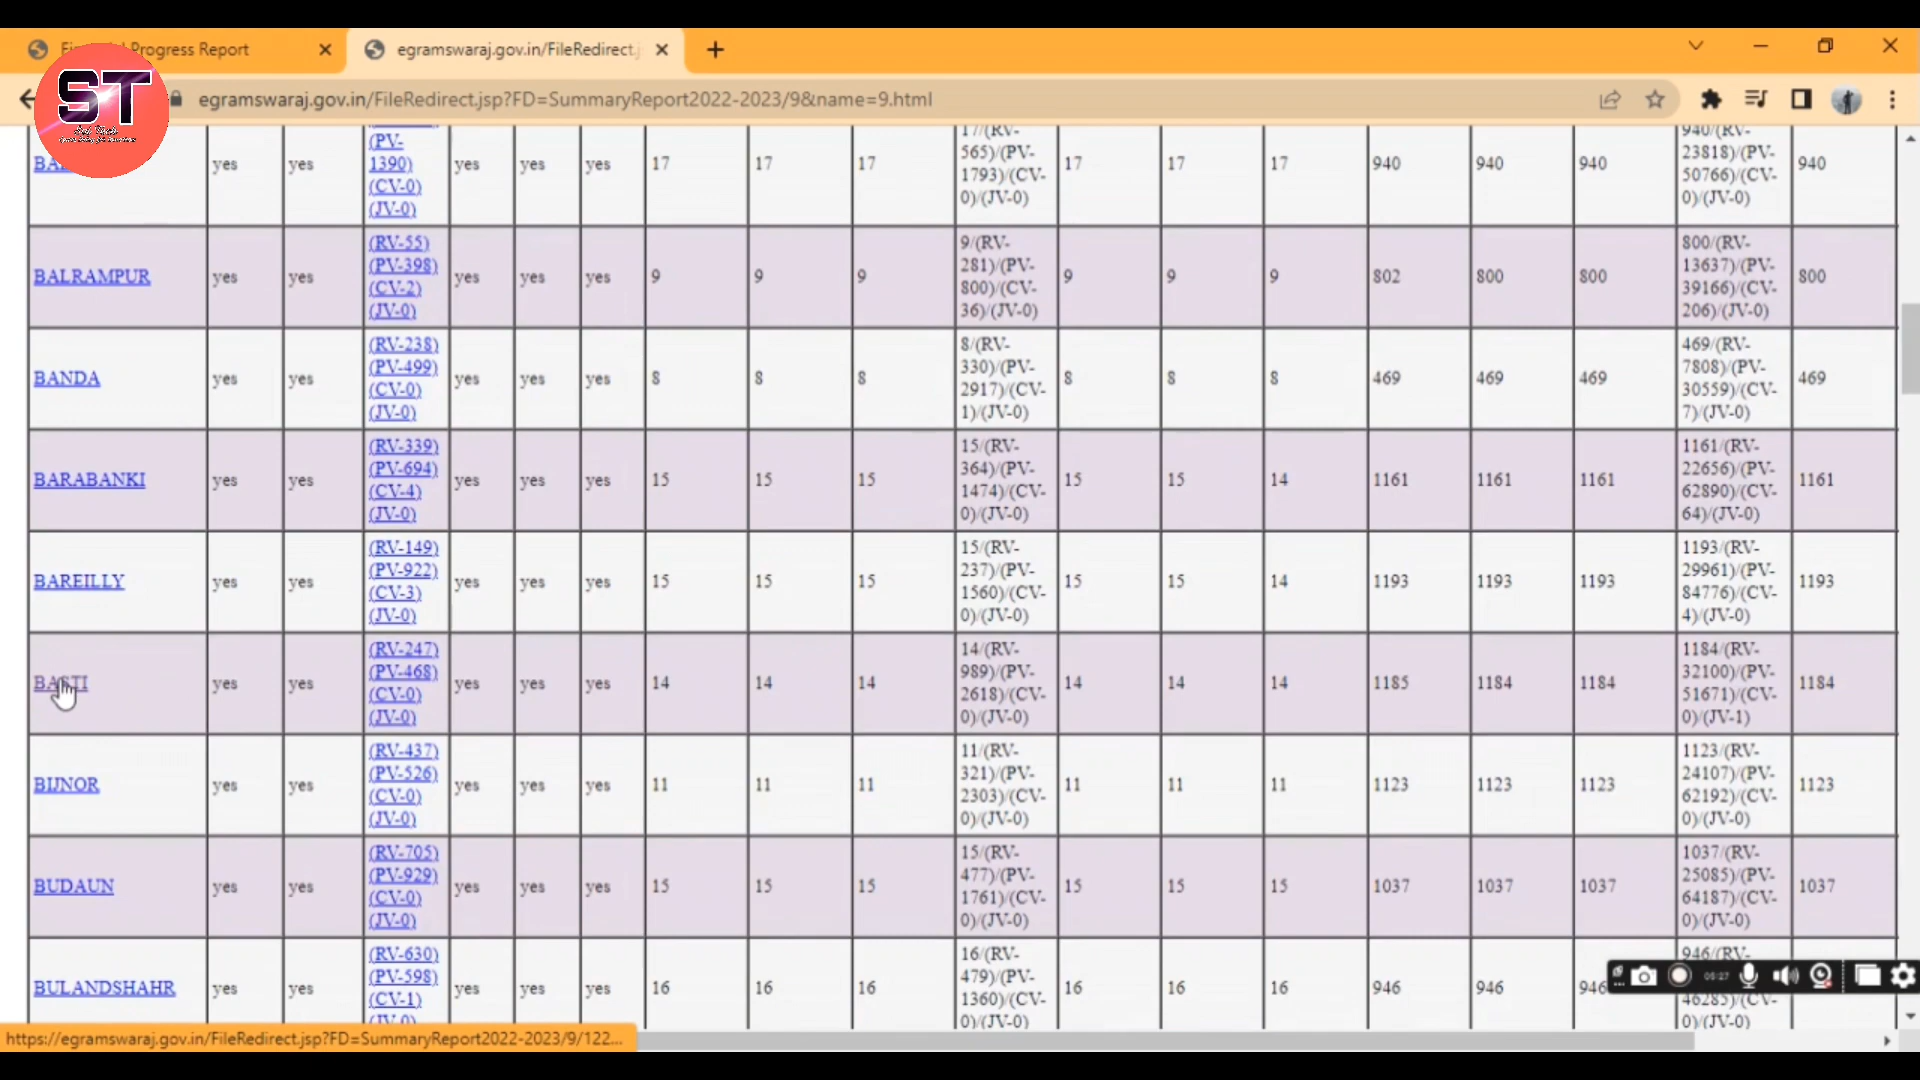 Progress Report
egramswaraj.gov.in/FileRedirect.j
ST
egramswaraj.gov.in/FileRedirect.jsp?FD=SummaryReport2022-2023/9&name=9.html
yes yes (PV-1390) (CV-0) (JV-0) yes yes yes 17 17 17 17/(RV-565)/(PV-1793)/(CV-0)/(JV-0) 17 17 17 940 940 940 940/(RV-23818)/(PV-50766)/(CV-0)/(JV-0) 940
BALRAMPUR yes yes (RV-55) (PV-398) (CV-2) (JV-0) yes yes yes 9 9 9 9/(RV-281)/(PV-800)/(CV-36)/(JV-0) 9 9 9 802 800 800 800/(RV-13637)/(PV-39166)/(CV-206)/(JV-0) 800
BANDA yes yes (RV-238) (PV-499) (CV-0) (JV-0) yes yes yes 8 8 8 8/(RV-330)/(PV-2917)/(CV-1)/(JV-0) 8 8 8 469 469 469 469/(RV-7808)/(PV-30559)/(CV-7)/(JV-0) 469
BARABANKI yes yes (RV-339) (PV-694) (CV-4) (JV-0) yes yes yes 15 15 15 15/(RV-364)/(PV-1474)/(CV-0)/(JV-0) 15 15 14 1161 1161 1161 1161/(RV-22656)/(PV-62890)/(CV-64)/(JV-0) 1161
BAREILLY yes yes (RV-149) (PV-922) (CV-3) (JV-0) yes yes yes 15 15 15 15/(RV-237)/(PV-1560)/(CV-0)/(JV-0) 15 15 14 1193 1193 1193 1193/(RV-29961)/(PV-84776)/(CV-4)/(JV-0) 1193
BASTI yes yes (RV-247) (PV-468) (CV-0) (JV-0) yes yes yes 14 14 14 14/(RV-989)/(PV-2618)/(CV-0)/(JV-0) 14 14 14 1185 1184 1184 1184/(RV-32100)/(PV-51671)/(CV-0)/(JV-1) 1184
BIJNOR yes yes (RV-437) (PV-526) (CV-0) (JV-0) yes yes yes 11 11 11 11/(RV-321)/(PV-2303)/(CV-0)/(JV-0) 11 11 11 1123 1123 1123 1123/(RV-24107)/(PV-62192)/(CV-0)/(JV-0) 1123
BUDAUN yes yes (RV-705) (PV-929) (CV-0) (JV-0) yes yes yes 15 15 15 15/(RV-477)/(PV-1761)/(CV-0)/(JV-0) 15 15 15 1037 1037 1037 1037/(RV-25085)/(PV-64187)/(CV-0)/(JV-0) 1037
BULANDSHAHR yes yes (RV-630) (PV-598) (CV-1) (JV-0) yes yes yes 16 16 16 16/(RV-479)/(PV-1360)/(CV-0)/(JV-0) 16 16 16 946 946 946 946/(RV-46285)/(CV-0)/(JV-0)
05:27
https://egramswaraj.gov.in/FileRedirect.jsp?FD=SummaryReport2022-2023/9/122...